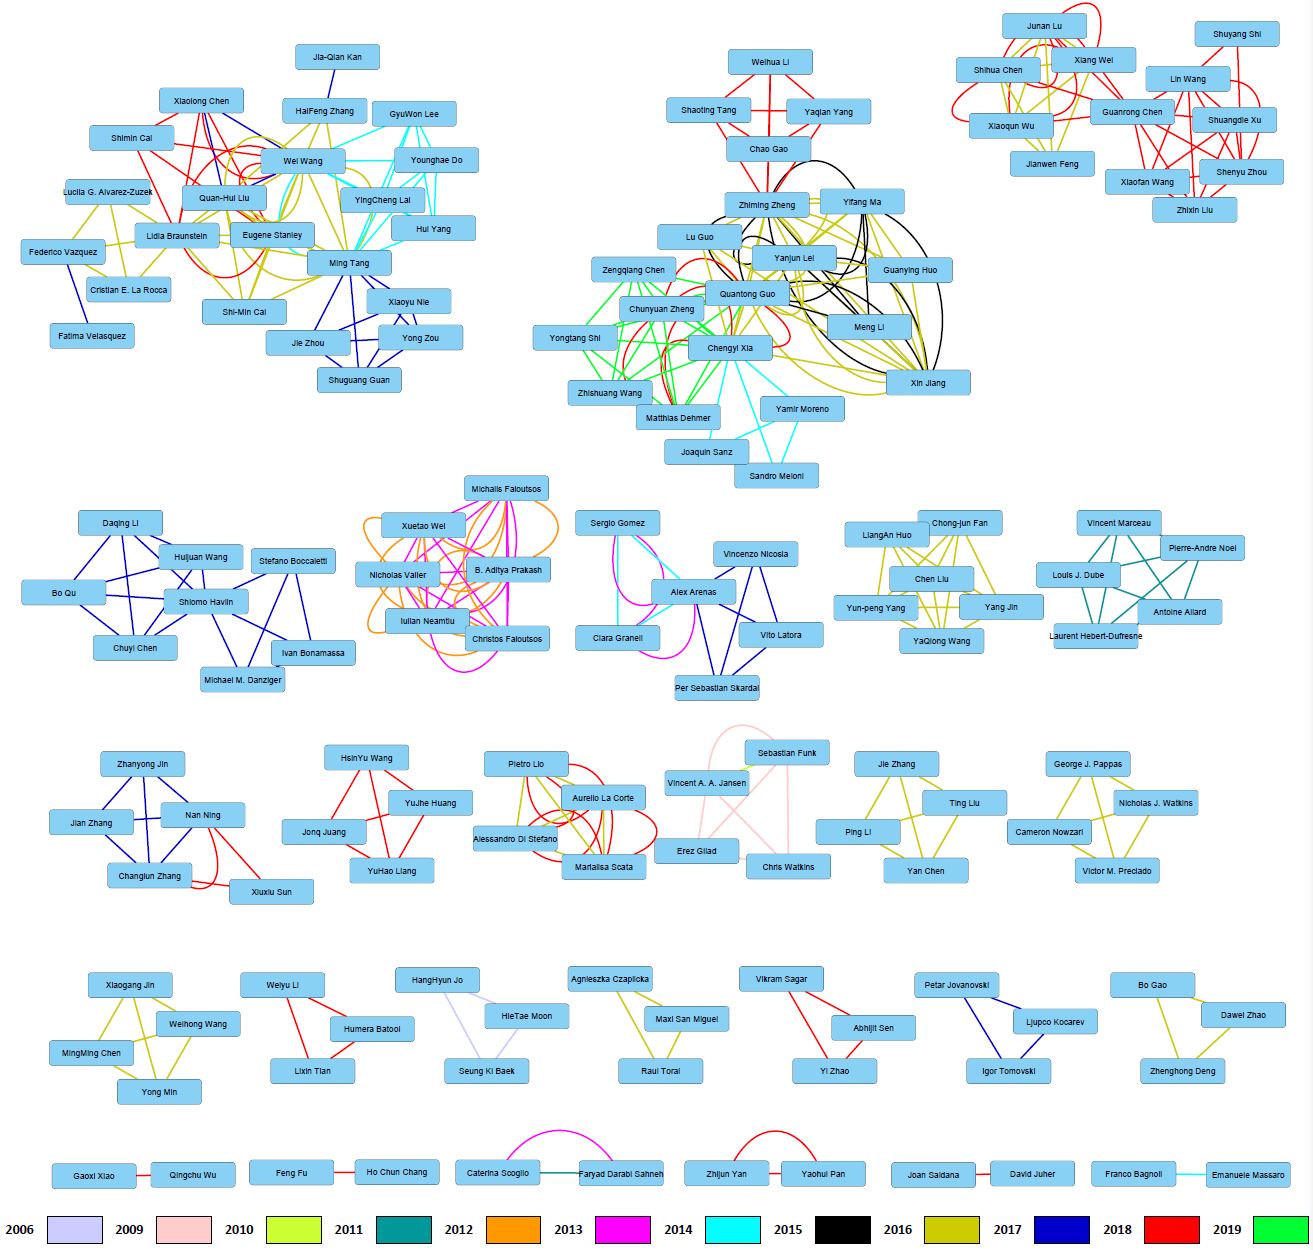 Junan Lu
Shuyang Shi
Jia-Qian Kan
Weihua Li
Xiang Wei
Shihua Chen
Lin Wang
Xiaolong Chen
HaiFeng Zhang
GyuWon Lee
Shaoting Tang
Yaqian Yang
Guanrong Chen
Shuangdie Xu
Xiaoqun Wu
Shimin Cai
Chao Gao
Wei Wang
Younghae Do
Jianwen Feng
Xiaofan Wang
Shenyu Zhou
Lucila G. Alvarez-Zuzek
Quan-Hui Liu
YingCheng Lai
Zhiming Zheng
Yifang Ma
Zhixin Liu
Lidia Braunstein
Eugene Stanley
Hui Yang
Lu Guo
Federico Vazquez
Ming Tang
Yanjun Lei
Zengqiang Chen
Guanying Huo
Cristian E. La Rocca
Xiaoyu Nie
Quantong Guo
Shi-Min Cai
Chunyuan Zheng
Meng Li
Fatima Velasquez
Jie Zhou
Yong Zou
Yongtang Shi
Chengyi Xia
Shuguang Guan
Zhishuang Wang
Xin Jiang
Matthias Dehmer
Yamir Moreno
Joaquin Sanz
Sandro Meloni
Michalis Faloutsos
Daqing Li
Xuetao Wei
Sergio Gomez
Chong-jun Fan
Vincent Marceau
LiangAn Huo
Huijuan Wang
Stefano Boccaletti
Vincenzo Nicosia
Pierre-Andre Noel
Nicholas Valler
B. Aditya Prakash
Chen Liu
Louis J. Dube
Bo Qu
Shlomo Havlin
Alex Arenas
Yun-peng Yang
Yang Jin
Antoine Allard
Iulian Neamtiu
Chuyi Chen
Christos Faloutsos
Clara Granell
Vito Latora
YaQiong Wang
Laurent Hebert-Dufresne
Ivan Bonamassa
Michael M. Danziger
Per Sebastian Skardal
Zhanyong Jin
HsinYu Wang
Pietro Lio
Sebastian Funk
Jie Zhang
George J. Pappas
Vincent A. A. Jansen
Aurelio La Corte
YuJhe Huang
Ting Liu
Nicholas J. Watkins
Jian Zhang
Nan Ning
Jonq Juang
Alessandro Di Stefano
Ping Li
Cameron Nowzari
Erez Gilad
Changjun Zhang
YuHao Liang
Marialisa Scata
Chris Watkins
Yan Chen
Victor M. Preciado
Xiuxiu Sun
Xiaogang Jin
Weiyu Li
HangHyun Jo
Agnieszka Czaplicka
Vikram Sagar
Petar Jovanovski
Bo Gao
Weihong Wang
Humera Batool
HieTae Moon
Maxi San Miguel
Abhijit Sen
Ljupco Kocarev
Dawei Zhao
MingMing Chen
Lixin Tian
Seung Ki Baek
Raul Toral
Yi Zhao
Igor Tomovski
Zhenghong Deng
Yong Min
Gaoxi Xiao
Qingchu Wu
Feng Fu
Ho Chun Chang
Caterina Scoglio
Faryad Darabi Sahneh
Zhijun Yan
Yaohui Pan
Joan Saldana
David Juher
Franco Bagnoli
Emanuele Massaro
2006 2009 2010 2011 2012 2013 2014 2015 2016 2017 2018 2019